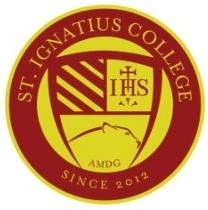 ST. IGNATIUS COLLEGE
IHS
AMDG
SINCE 2012